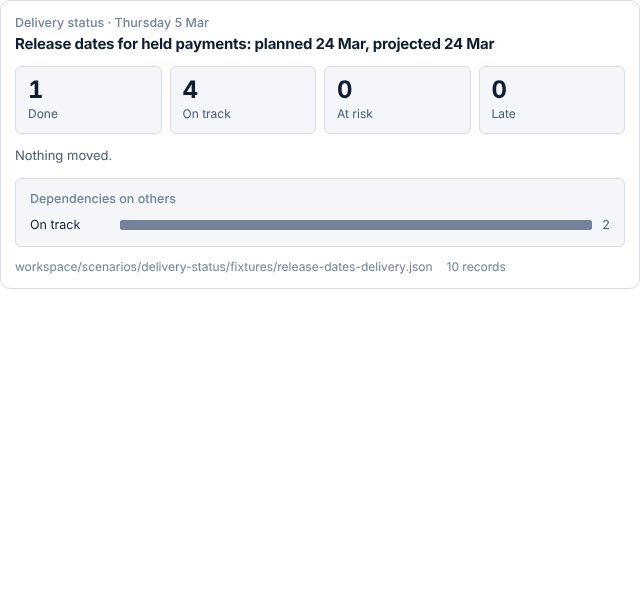 Delivery status · Thursday 5 Mar
Release dates for held payments: planned 24 Mar, projected 24 Mar
1
Done
4
On track
0
At risk
0
Late
Nothing moved.
Dependencies on others
On track 2
workspace/scenarios/delivery-status/fixtures/release-dates-delivery.json 10 records